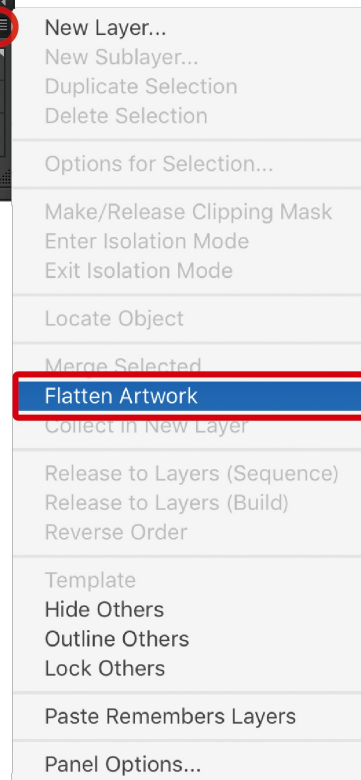 New Layer...
New Sublayer...
Duplicate Selection
Delete Selection
Options for Selection...
Make/Release Clipping Mask
Enter Isolation Mode
Exit Isolation Mode
Locate Object
Merge Selected
Flatten Artwork
Collect in New Layer
Release to Layers (Sequence)
Release to Layers (Build)
Reverse Order
Template
Hide Others
Outline Others
Lock Others
Paste Remembers Layers
Panel Options...